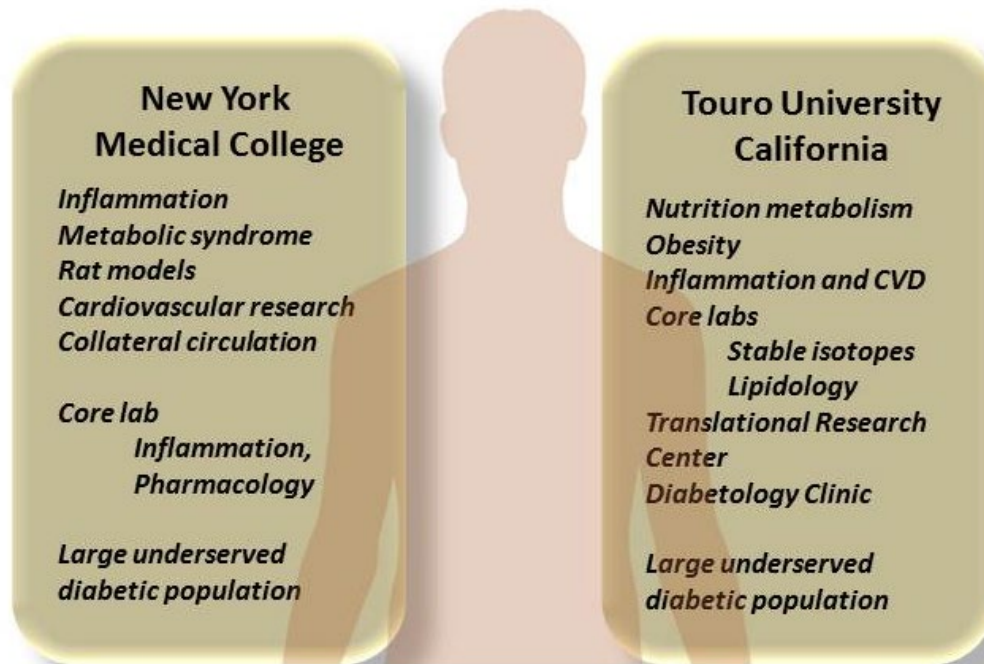 New York
Medical College
Inflammation
Metabolic syndrome
Rat models
Cardiovascular research
Collateral circulation
Core lab
Inflammation,
Pharmacology
Large underserved
diabetic population
Touro University
California
Nutrition metabolism
Obesity
Inflammation and CVD
Core labs
Stable isotopes
Lipidology
Translational Research
Center
Diabetology Clinic
Large underserved
diabetic population